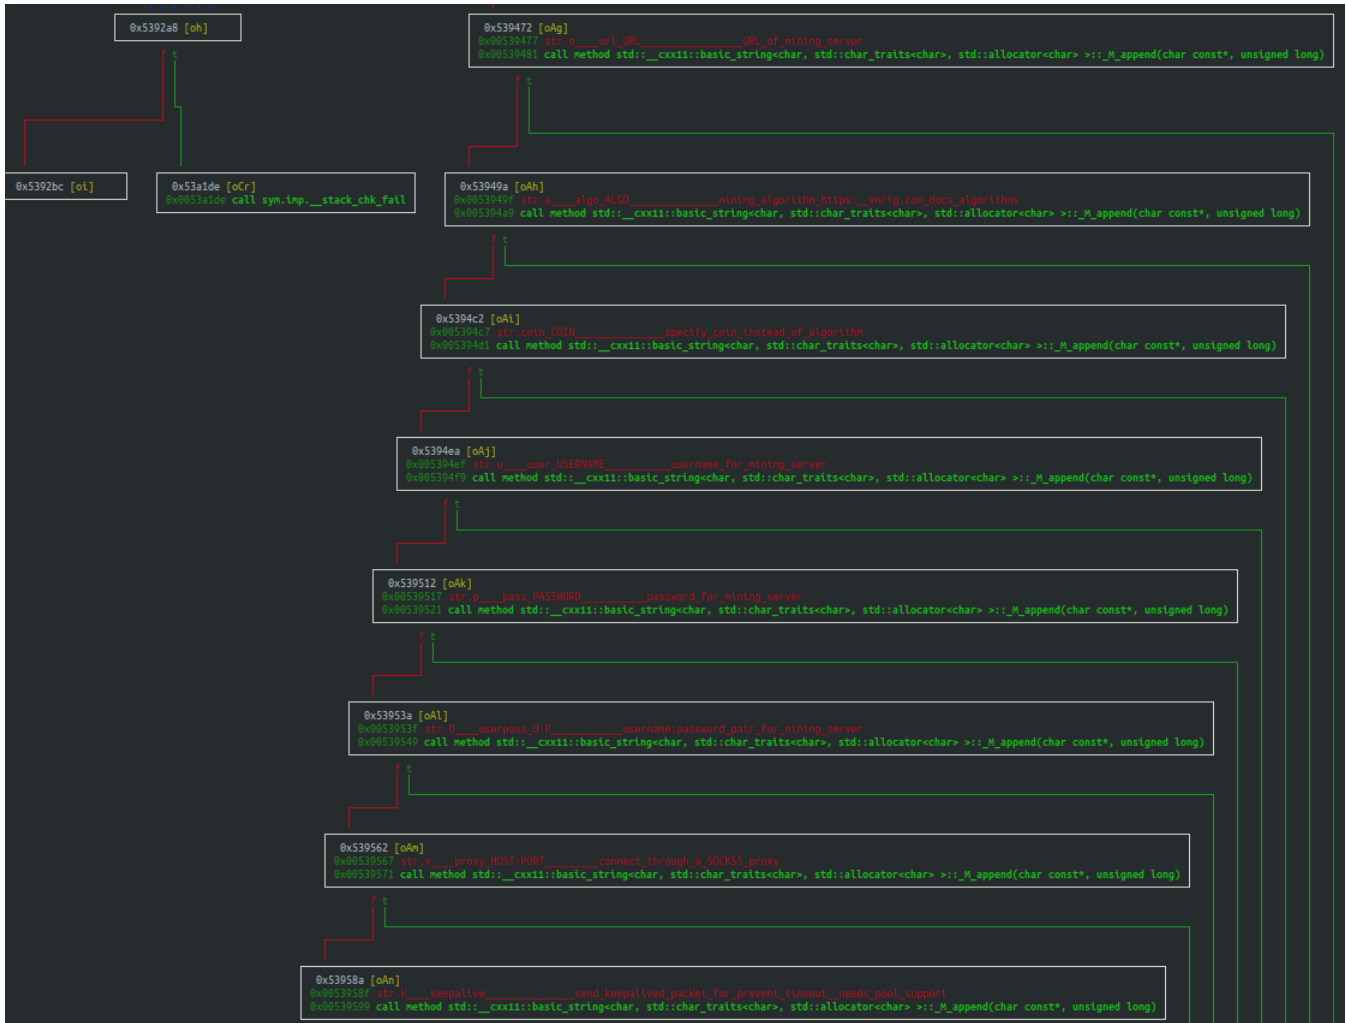 0x5392a8 [oh]
f t
0x5392bc [oi]
0x53a1de [oCr]
0x0053a1de call sym.imp.__stack_chk_fail
0x539472 [oAg]
0x00539477 str.o____url_URL_________________URL_of_mining_server
0x00539481 call method std::__cxx11::basic_string<char, std::char_traits<char>, std::allocator<char> >::_M_append(char const*, unsigned long)
f t
0x53949a [oAh]
0x0053949f str.a____algo_ALGO_______________mining_algorithm_https:__xmrig.com_docs_algorithms
0x005394a9 call method std::__cxx11::basic_string<char, std::char_traits<char>, std::allocator<char> >::_M_append(char const*, unsigned long)
f t
0x5394c2 [oAi]
0x005394c7 str.coin_COIN_______________specify_coin_instead_of_algorithm
0x005394d1 call method std::__cxx11::basic_string<char, std::char_traits<char>, std::allocator<char> >::_M_append(char const*, unsigned long)
f t
0x5394ea [oAj]
0x005394ef str.u____user_USERNAME___________username_for_mining_server
0x005394f9 call method std::__cxx11::basic_string<char, std::char_traits<char>, std::allocator<char> >::_M_append(char const*, unsigned long)
f t
0x539512 [oAk]
0x00539517 str.p____pass_PASSWORD___________password_for_mining_server
0x00539521 call method std::__cxx11::basic_string<char, std::char_traits<char>, std::allocator<char> >::_M_append(char const*, unsigned long)
f t
0x53953a [oAl]
0x0053953f str.O____userpass_U:P____________username:password_pair_for_mining_server
0x00539549 call method std::__cxx11::basic_string<char, std::char_traits<char>, std::allocator<char> >::_M_append(char const*, unsigned long)
f t
0x539562 [oAm]
0x00539567 str.x____proxy_HOST:PORT_________connect_through_a_SOCKS5_proxy
0x00539571 call method std::__cxx11::basic_string<char, std::char_traits<char>, std::allocator<char> >::_M_append(char const*, unsigned long)
f t
0x53958a [oAn]
0x0053958f str.k____keepalive_______________send_keepalived_packet_for_prevent_timeout__needs_pool_support
0x00539599 call method std::__cxx11::basic_string<char, std::char_traits<char>, std::allocator<char> >::_M_append(char const*, unsigned long)